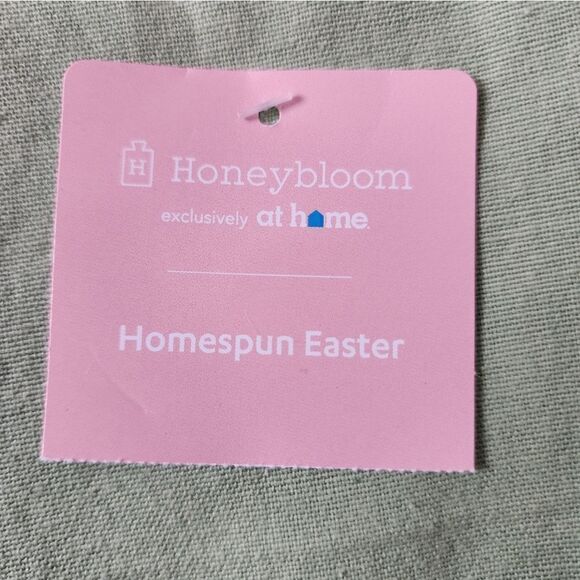 H Honeybloom
exclusively at home.
Homespun Easter